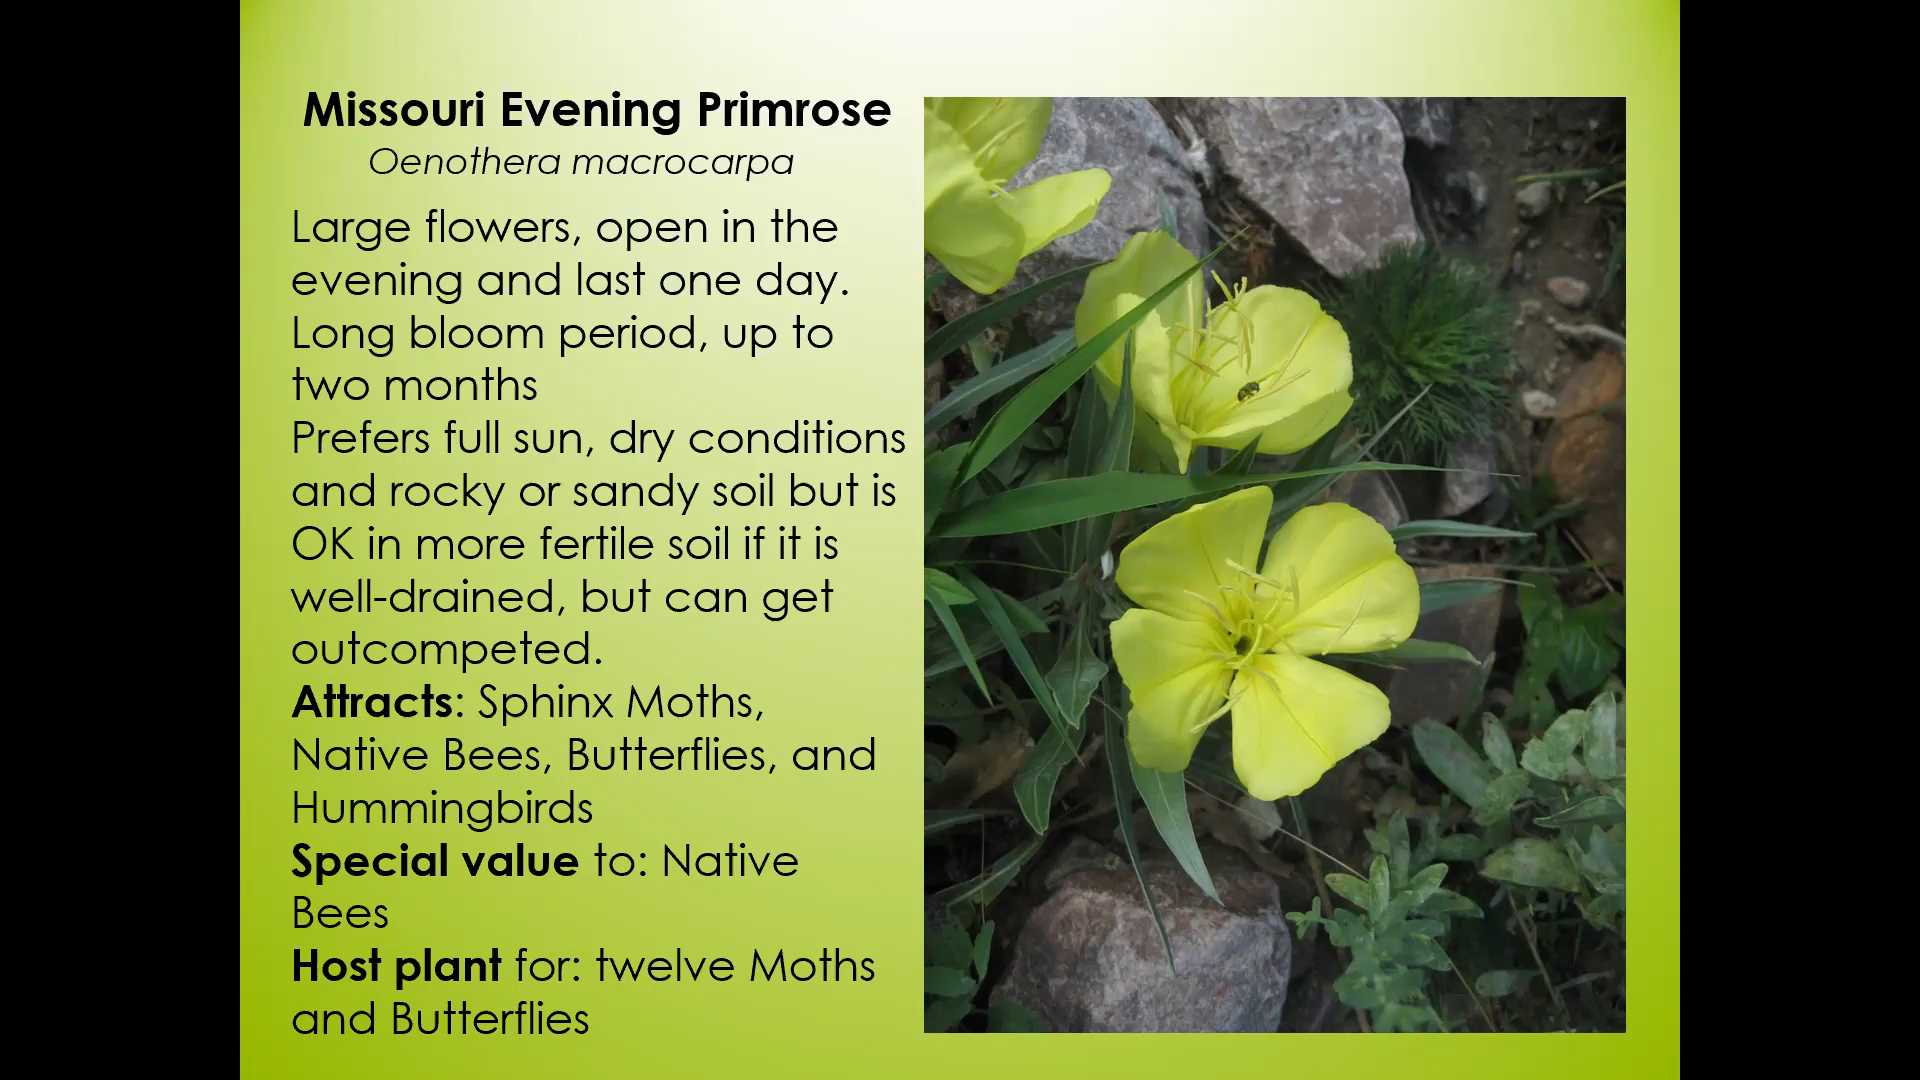 Missouri Evening Primrose
Oenothera macrocarpa
Large flowers, open in the
evening and last one day.
Long bloom period, up to
two months
Prefers full sun, dry conditions
and rocky or sandy soil but is
OK in more fertile soil if it is
well-drained, but can get
outcompeted.
Attracts: Sphinx Moths,
Native Bees, Butterflies, and
Hummingbirds
Special value to: Native
Bees
Host plant for: twelve Moths
and Butterflies